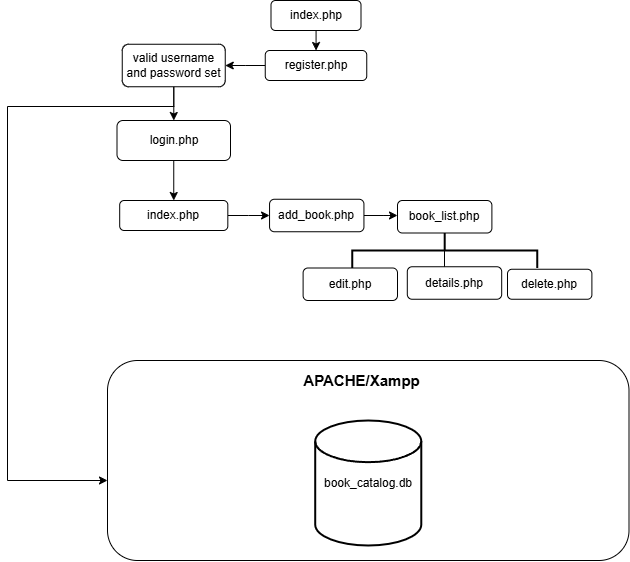 index.php
register.php
valid username
and password set
login.php
index.php
add_book.php
book_list.php
edit.php
details.php
delete.php
APACHE/Xampp
book_catalog.db